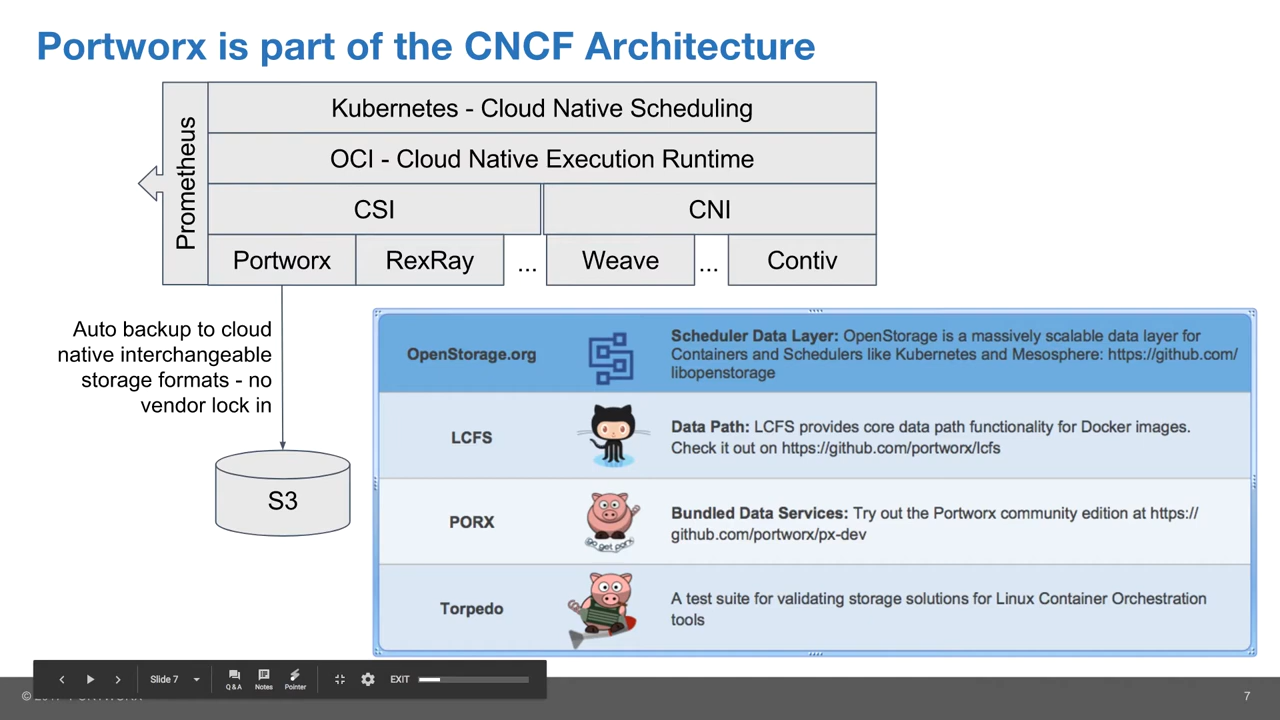 Portworx is part of the CNCF Architecture
Prometheus
Kubernetes - Cloud Native Scheduling
OCI - Cloud Native Execution Runtime
CSI
CNI
Portworx
RexRay
...
Weave
...
Contiv
Auto backup to cloud
native interchangeable
storage formats - no
vendor lock in
S3
OpenStorage.org
Scheduler Data Layer: OpenStorage is a massively scalable data layer for
Containers and Schedulers like Kubernetes and Mesosphere: https://github.com/
libopenstorage
LCFS
Data Path: LCFS provides core data path functionality for Docker images.
Check it out on https://github.com/portworx/lcfs
PORX
go get porx
Bundled Data Services: Try out the Portworx community edition at https://
github.com/portworx/px-dev
Torpedo
A test suite for validating storage solutions for Linux Container Orchestration
tools
Slide 7
Q & A
Notes
Pointer
EXIT
©
7